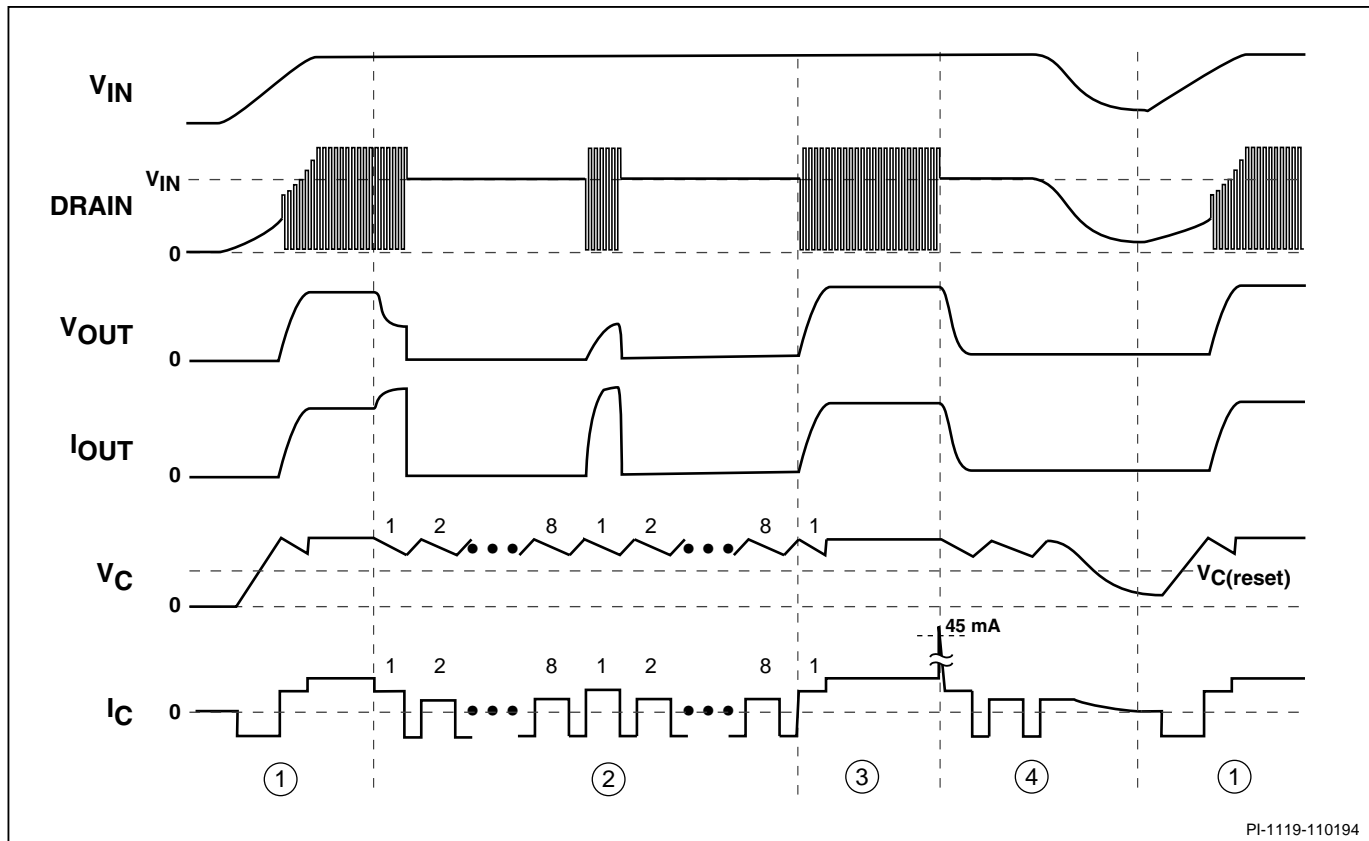 VIN
VIN
DRAIN
0
VOUT
0
IOUT
0
1 2 ••• 8 1 2 ••• 8 1
VC
VC(reset)
0
45 mA
1 2 8 1 2 8 1
IC
0
•••
•••
1 2 3 4 1
PI-1119-110194